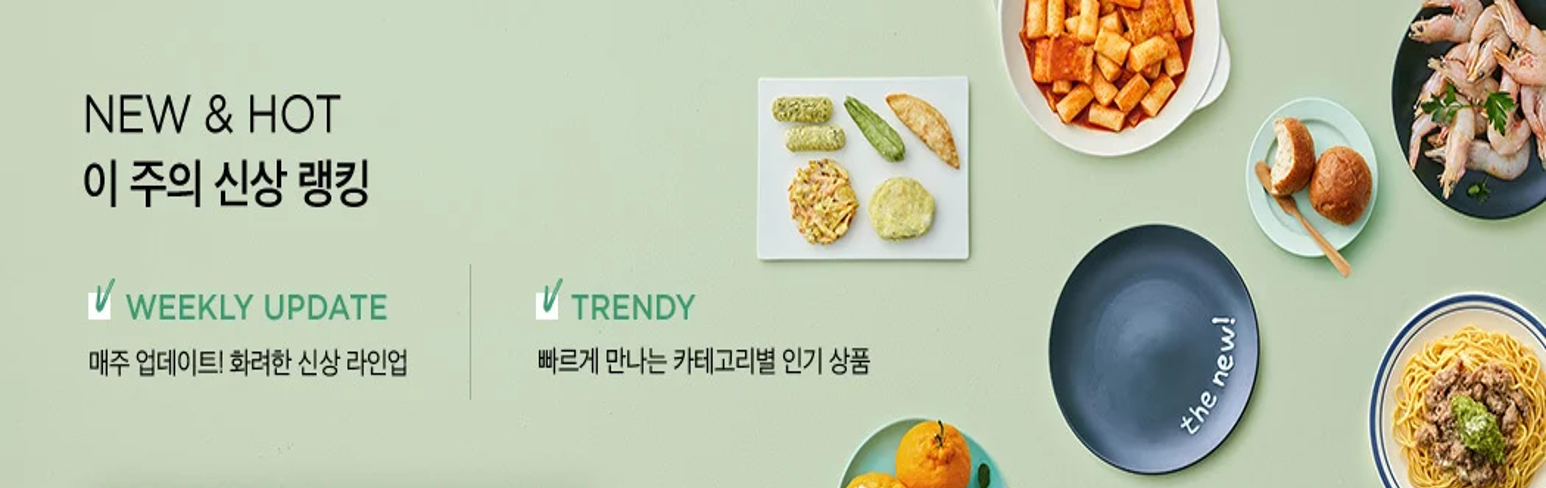 NEW & HOT
이 주의 신상 랭킹
WEEKLY UPDATE
매주 업데이트! 화려한 신상 라인업
TRENDY
빠르게 만나는 카테고리별 인기 상품
the new!